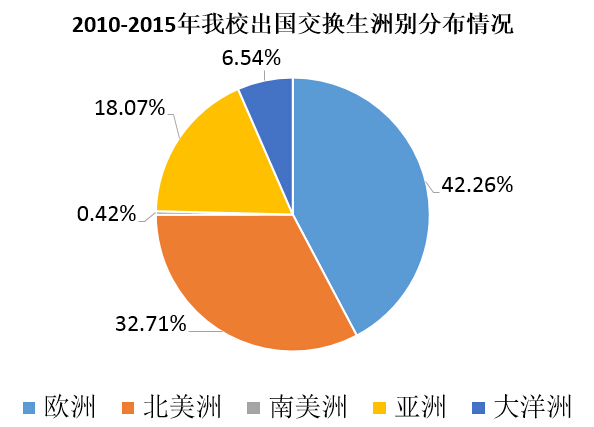 2010-2015年我校出国交换生洲别分布情况
6.54%
18.07%
42.26%
0.42%
32.71%
欧洲 北美洲 南美洲 亚洲 大洋洲